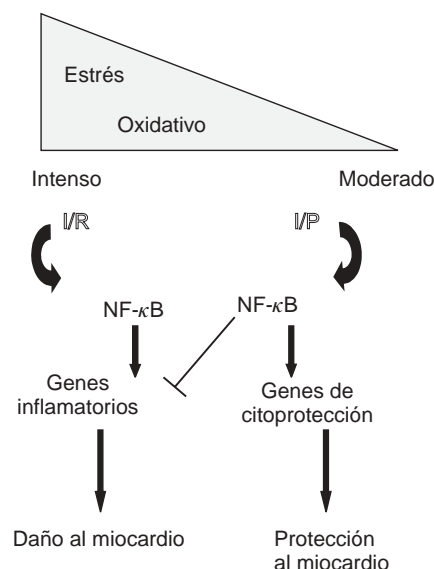 Estrés
Oxidativo
Intenso
Moderado
I/R
I/P
NF-κB
NF-κB
Genes
inflamatorios
Genes de
citoprotección
Daño al miocardio
Protección
al miocardio